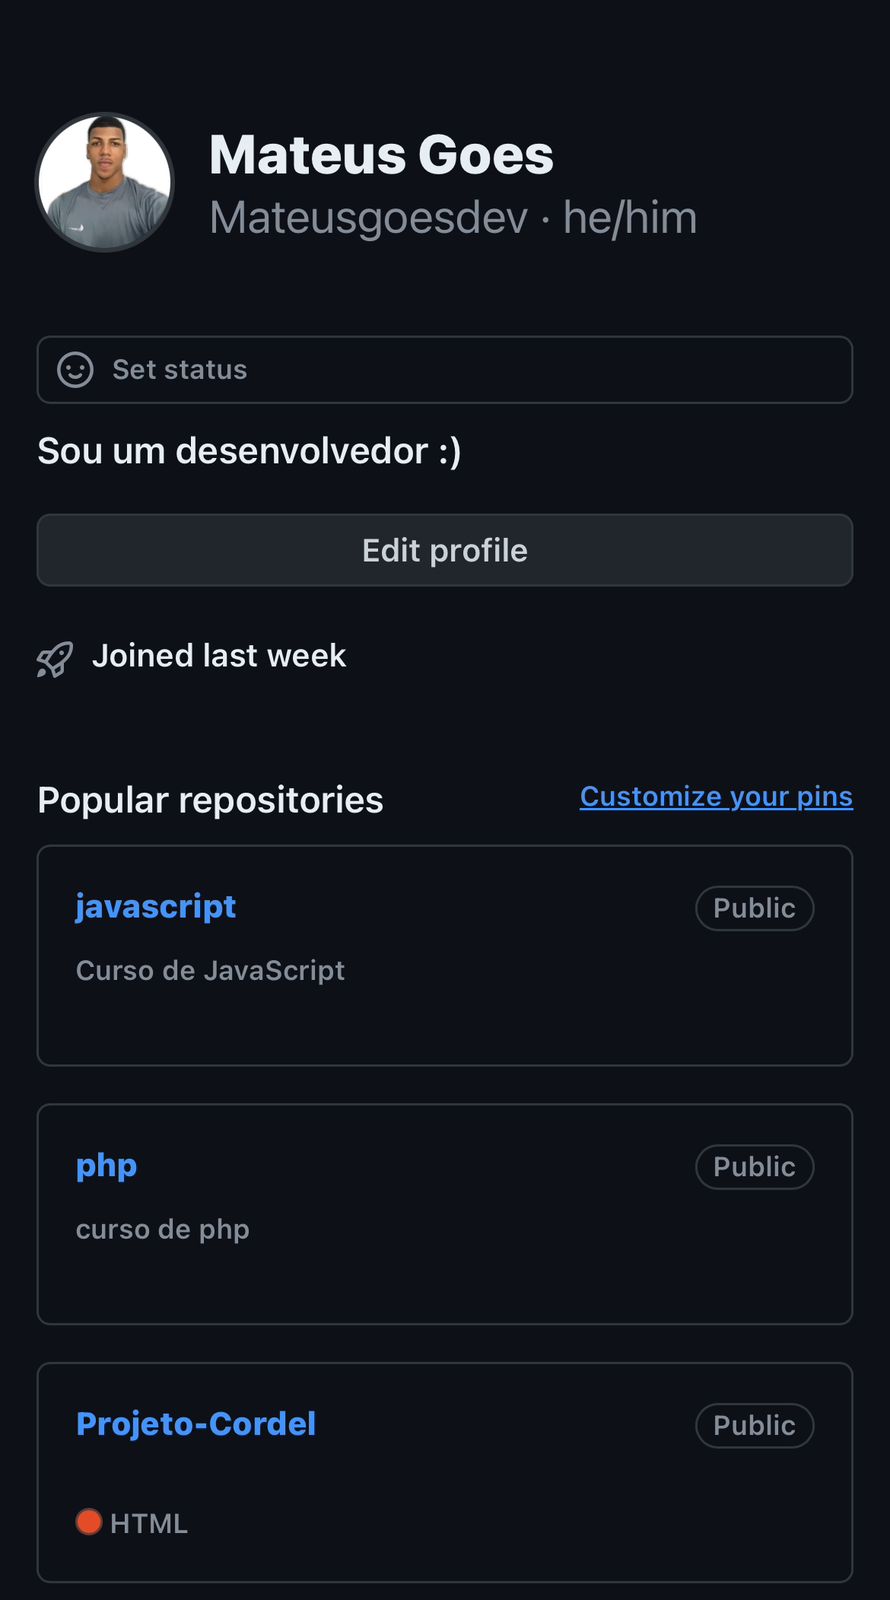 Mateus Goes
Mateusgoesdev · he/him
Set status
Sou um desenvolvedor :)
Edit profile
Joined last week
Popular repositories
Customize your pins
javascript
Public
Curso de JavaScript
php
Public
curso de php
Projeto-Cordel
Public
HTML